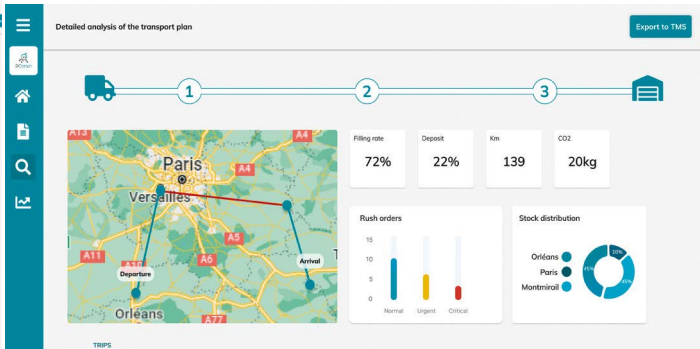 Detailed analysis of the transport plan
Export to TMS
1
2
3
A13
A4
Paris
A4
Versailles
A5
A11
A10
A6
Departure
Arrival
Orléans
A77
Filling rate
72%
Deposit
22%
Km
139
CO2
20kg
Rush orders
15
10
5
0
Normal
Urgent
Critical
Stock distribution
Orléans
Paris
Montmirail
10%
45%
45%
TRIPS